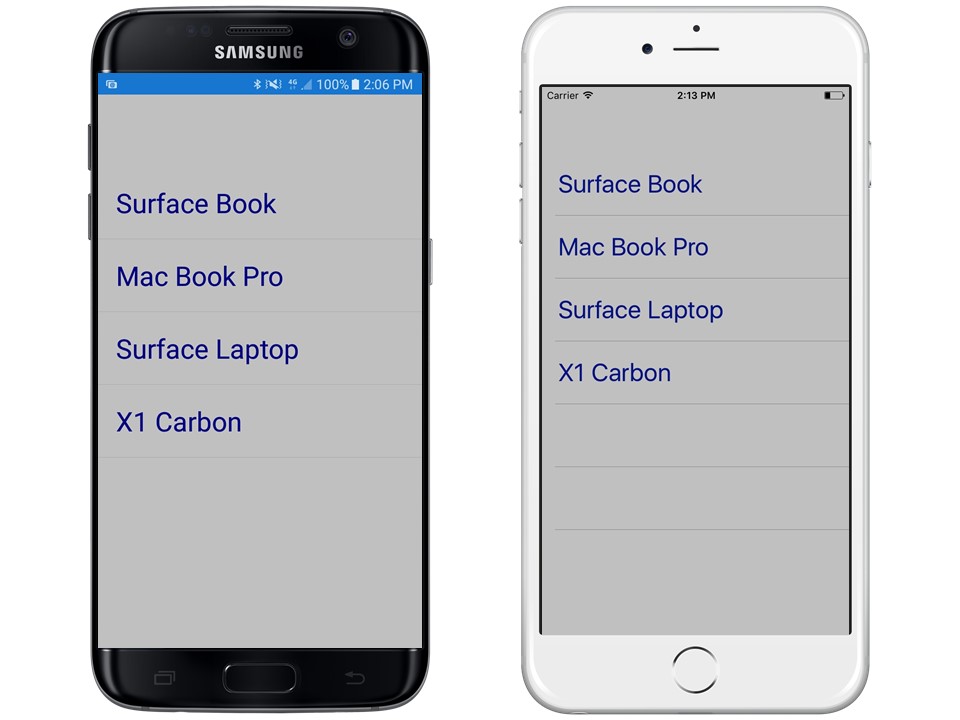 SAMSUNG
4G 100% 2:06 PM
Surface Book
Mac Book Pro
Surface Laptop
X1 Carbon
Carrier 2:13 PM
Surface Book
Mac Book Pro
Surface Laptop
X1 Carbon